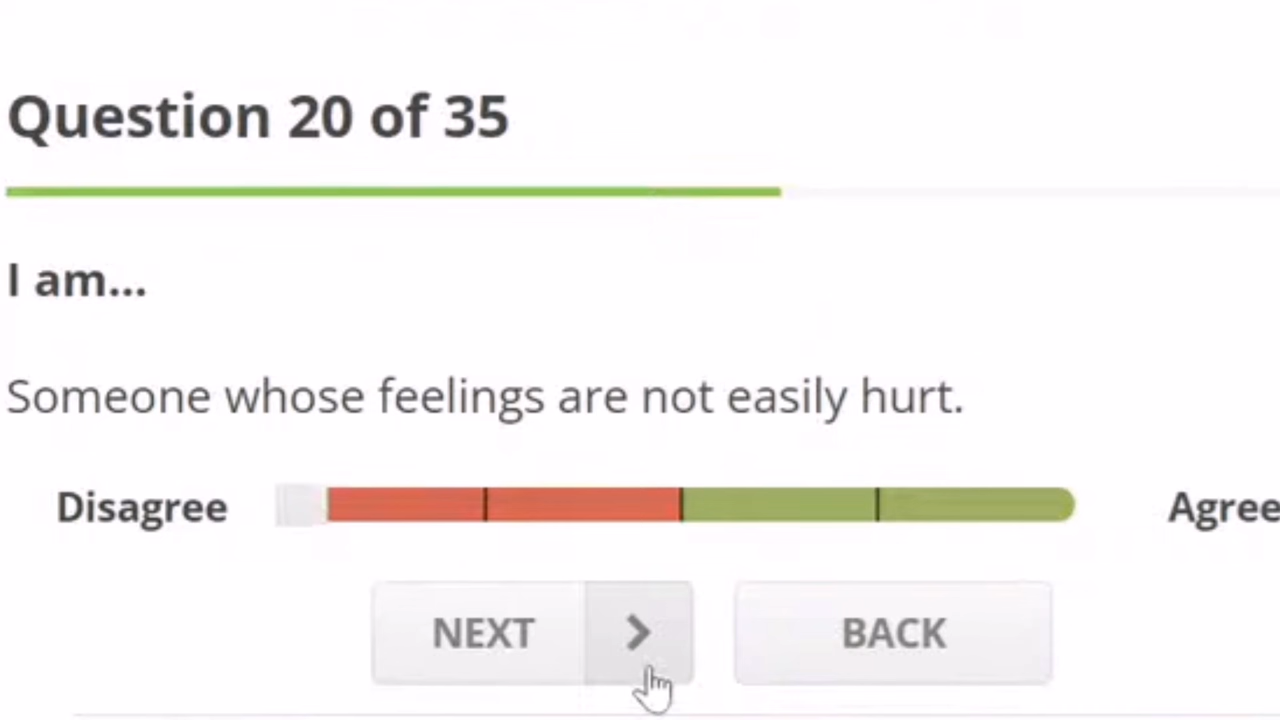 Question 20 of 35
I am...
Someone whose feelings are not easily hurt.
Disagree Agree
NEXT BACK